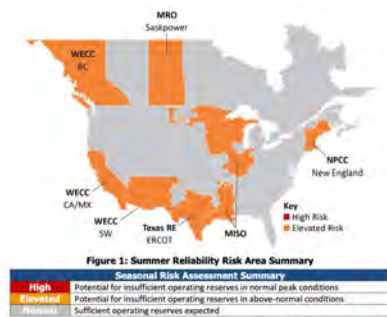 MRO
Saskpower
WECC
BC
NPCC
New England
WECC
CA/MX
WECC
SW
Texas RE
ERCOT
MISO
Key
High Risk
Elevated Risk
Figure 1: Summer Reliability Risk Area Summary
Seasonal Risk Assessment Summary
High Potential for insufficient operating reserves in normal peak conditions
Elevated Potential for insufficient operating reserves in above-normal conditions
Normal Sufficient operating reserves expected